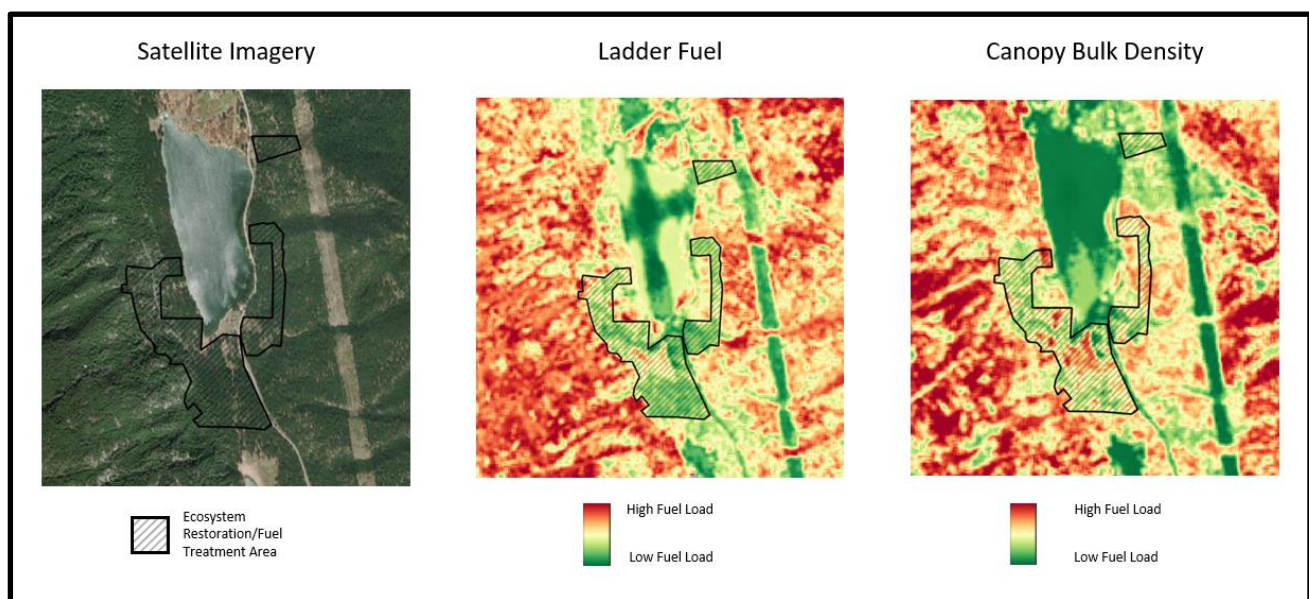 Satellite Imagery
Ladder Fuel
Canopy Bulk Density
Ecosystem
Restoration/Fuel
Treatment Area
High Fuel Load
Low Fuel Load
High Fuel Load
Low Fuel Load